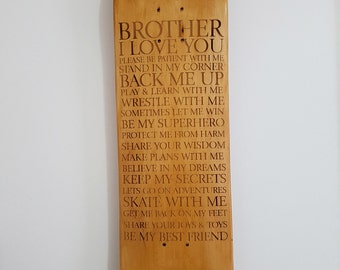 BROTHER
I LOVE YOU
PLEASE BE PATIENT WITH ME
STAND IN MY CORNER
BACK ME UP
PLAY & LEARN WITH ME
WRESTLE WITH ME
SOMETIMES LET ME WIN
BE MY SUPERHERO
PROTECT ME FROM HARM
SHARE YOUR WISDOM
MAKE PLANS WITH ME
BELIEVE IN MY DREAMS
KEEP MY SECRETS
LETS GO ON ADVENTURES
SKATE WITH ME
GET ME BACK ON MY FEET
SHARE YOUR JOYS & TOYS
BE MY BEST FRIEND